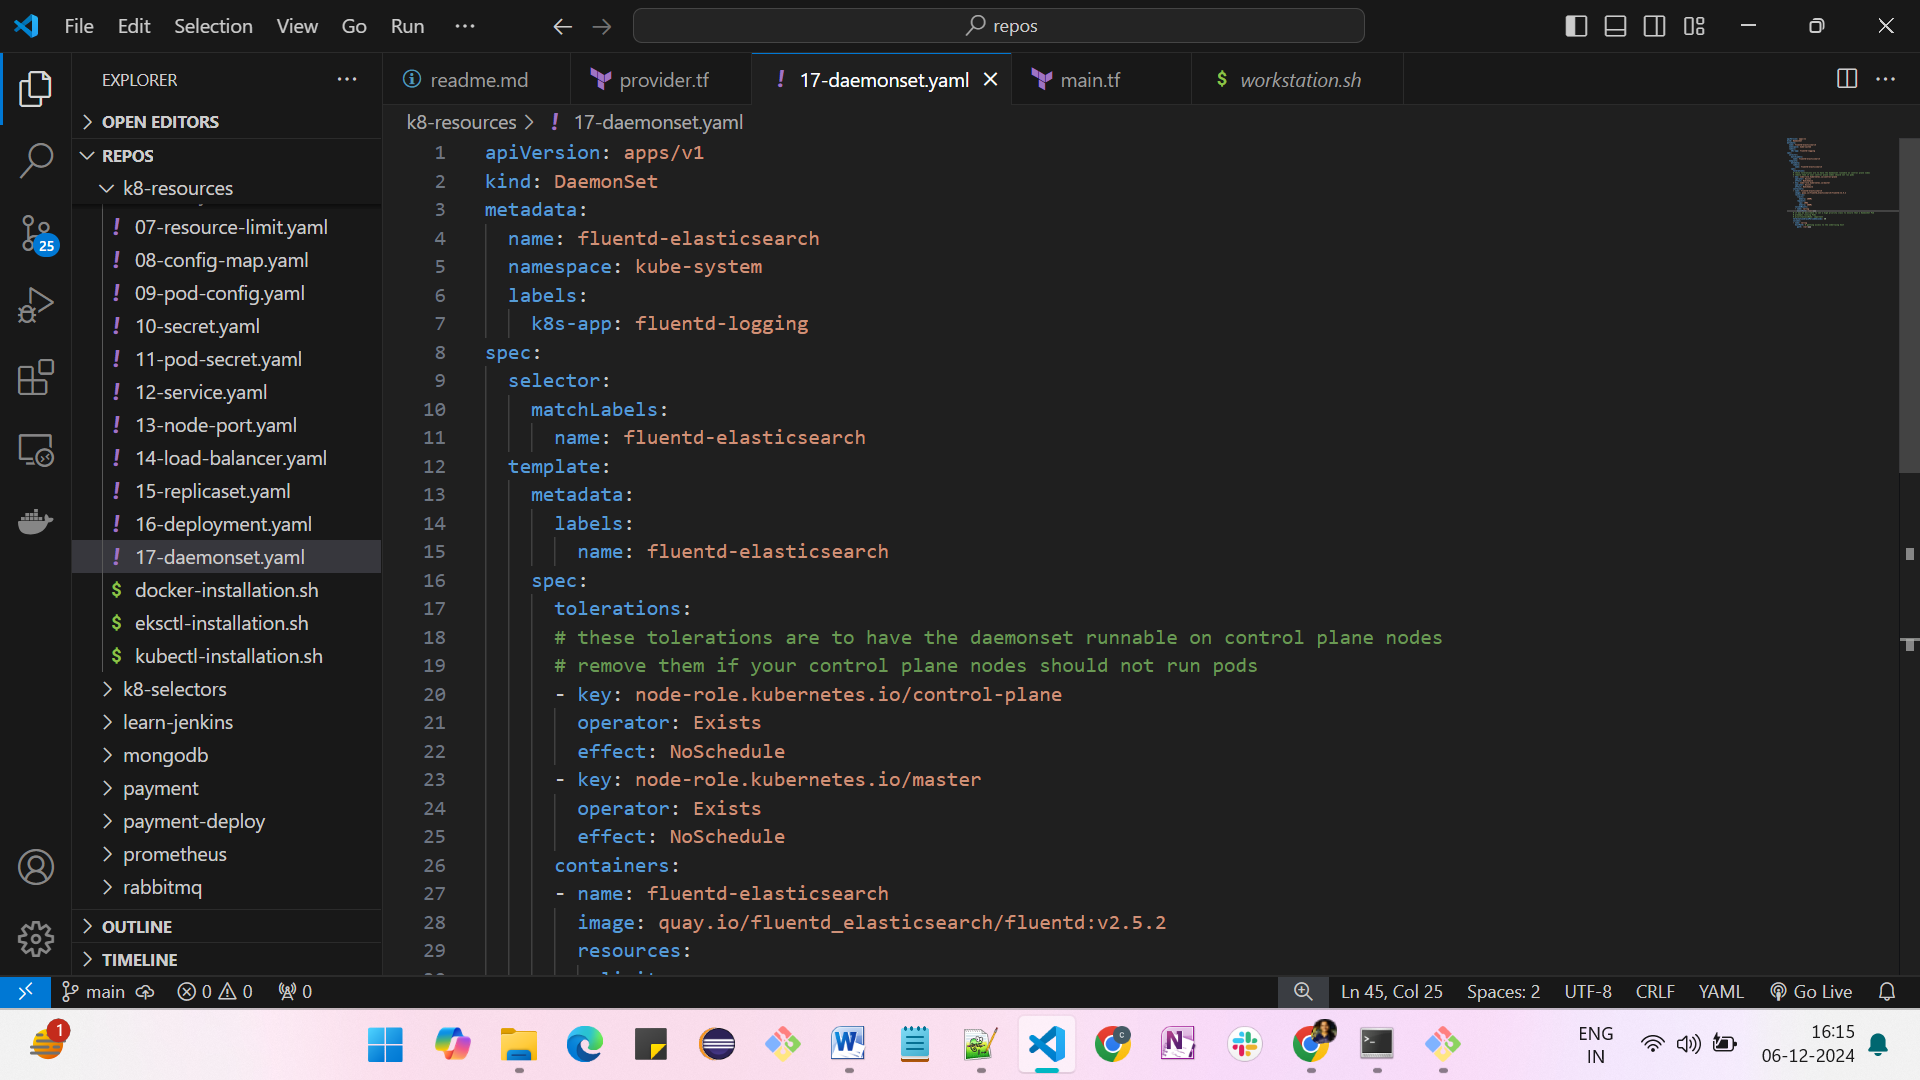 File Edit Selection View Go Run
repos
EXPLORER
OPEN EDITORS
REPOS
k8-resources
07-resource-limit.yaml
08-config-map.yaml
09-pod-config.yaml
10-secret.yaml
11-pod-secret.yaml
12-service.yaml
13-node-port.yaml
14-load-balancer.yaml
15-replicaset.yaml
16-deployment.yaml
17-daemonset.yaml
docker-installation.sh
eksctl-installation.sh
kubectl-installation.sh
k8-selectors
learn-jenkins
mongodb
payment
payment-deploy
prometheus
rabbitmq
OUTLINE
TIMELINE
25
readme.md provider.tf 17-daemonset.yaml main.tf workstation.sh
k8-resources > ! 17-daemonset.yaml
1 apiVersion: apps/v1
2 kind: DaemonSet
3 metadata:
4 name: fluentd-elasticsearch
5 namespace: kube-system
6 labels:
7 k8s-app: fluentd-logging
8 spec:
9 selector:
10 matchLabels:
11 name: fluentd-elasticsearch
12 template:
13 metadata:
14 labels:
15 name: fluentd-elasticsearch
16 spec:
17 tolerations:
18 # these tolerations are to have the daemonset runnable on control plane nodes
19 # remove them if your control plane nodes should not run pods
20 - key: node-role.kubernetes.io/control-plane
21 operator: Exists
22 effect: NoSchedule
23 - key: node-role.kubernetes.io/master
24 operator: Exists
25 effect: NoSchedule
26 containers:
27 - name: fluentd-elasticsearch
28 image: quay.io/fluentd_elasticsearch/fluentd:v2.5.2
29 resources:
main 0 0 0 Ln 45, Col 25 Spaces: 2 UTF-8 CRLF YAML Go Live
1
ENG
IN
16:15
06-12-2024